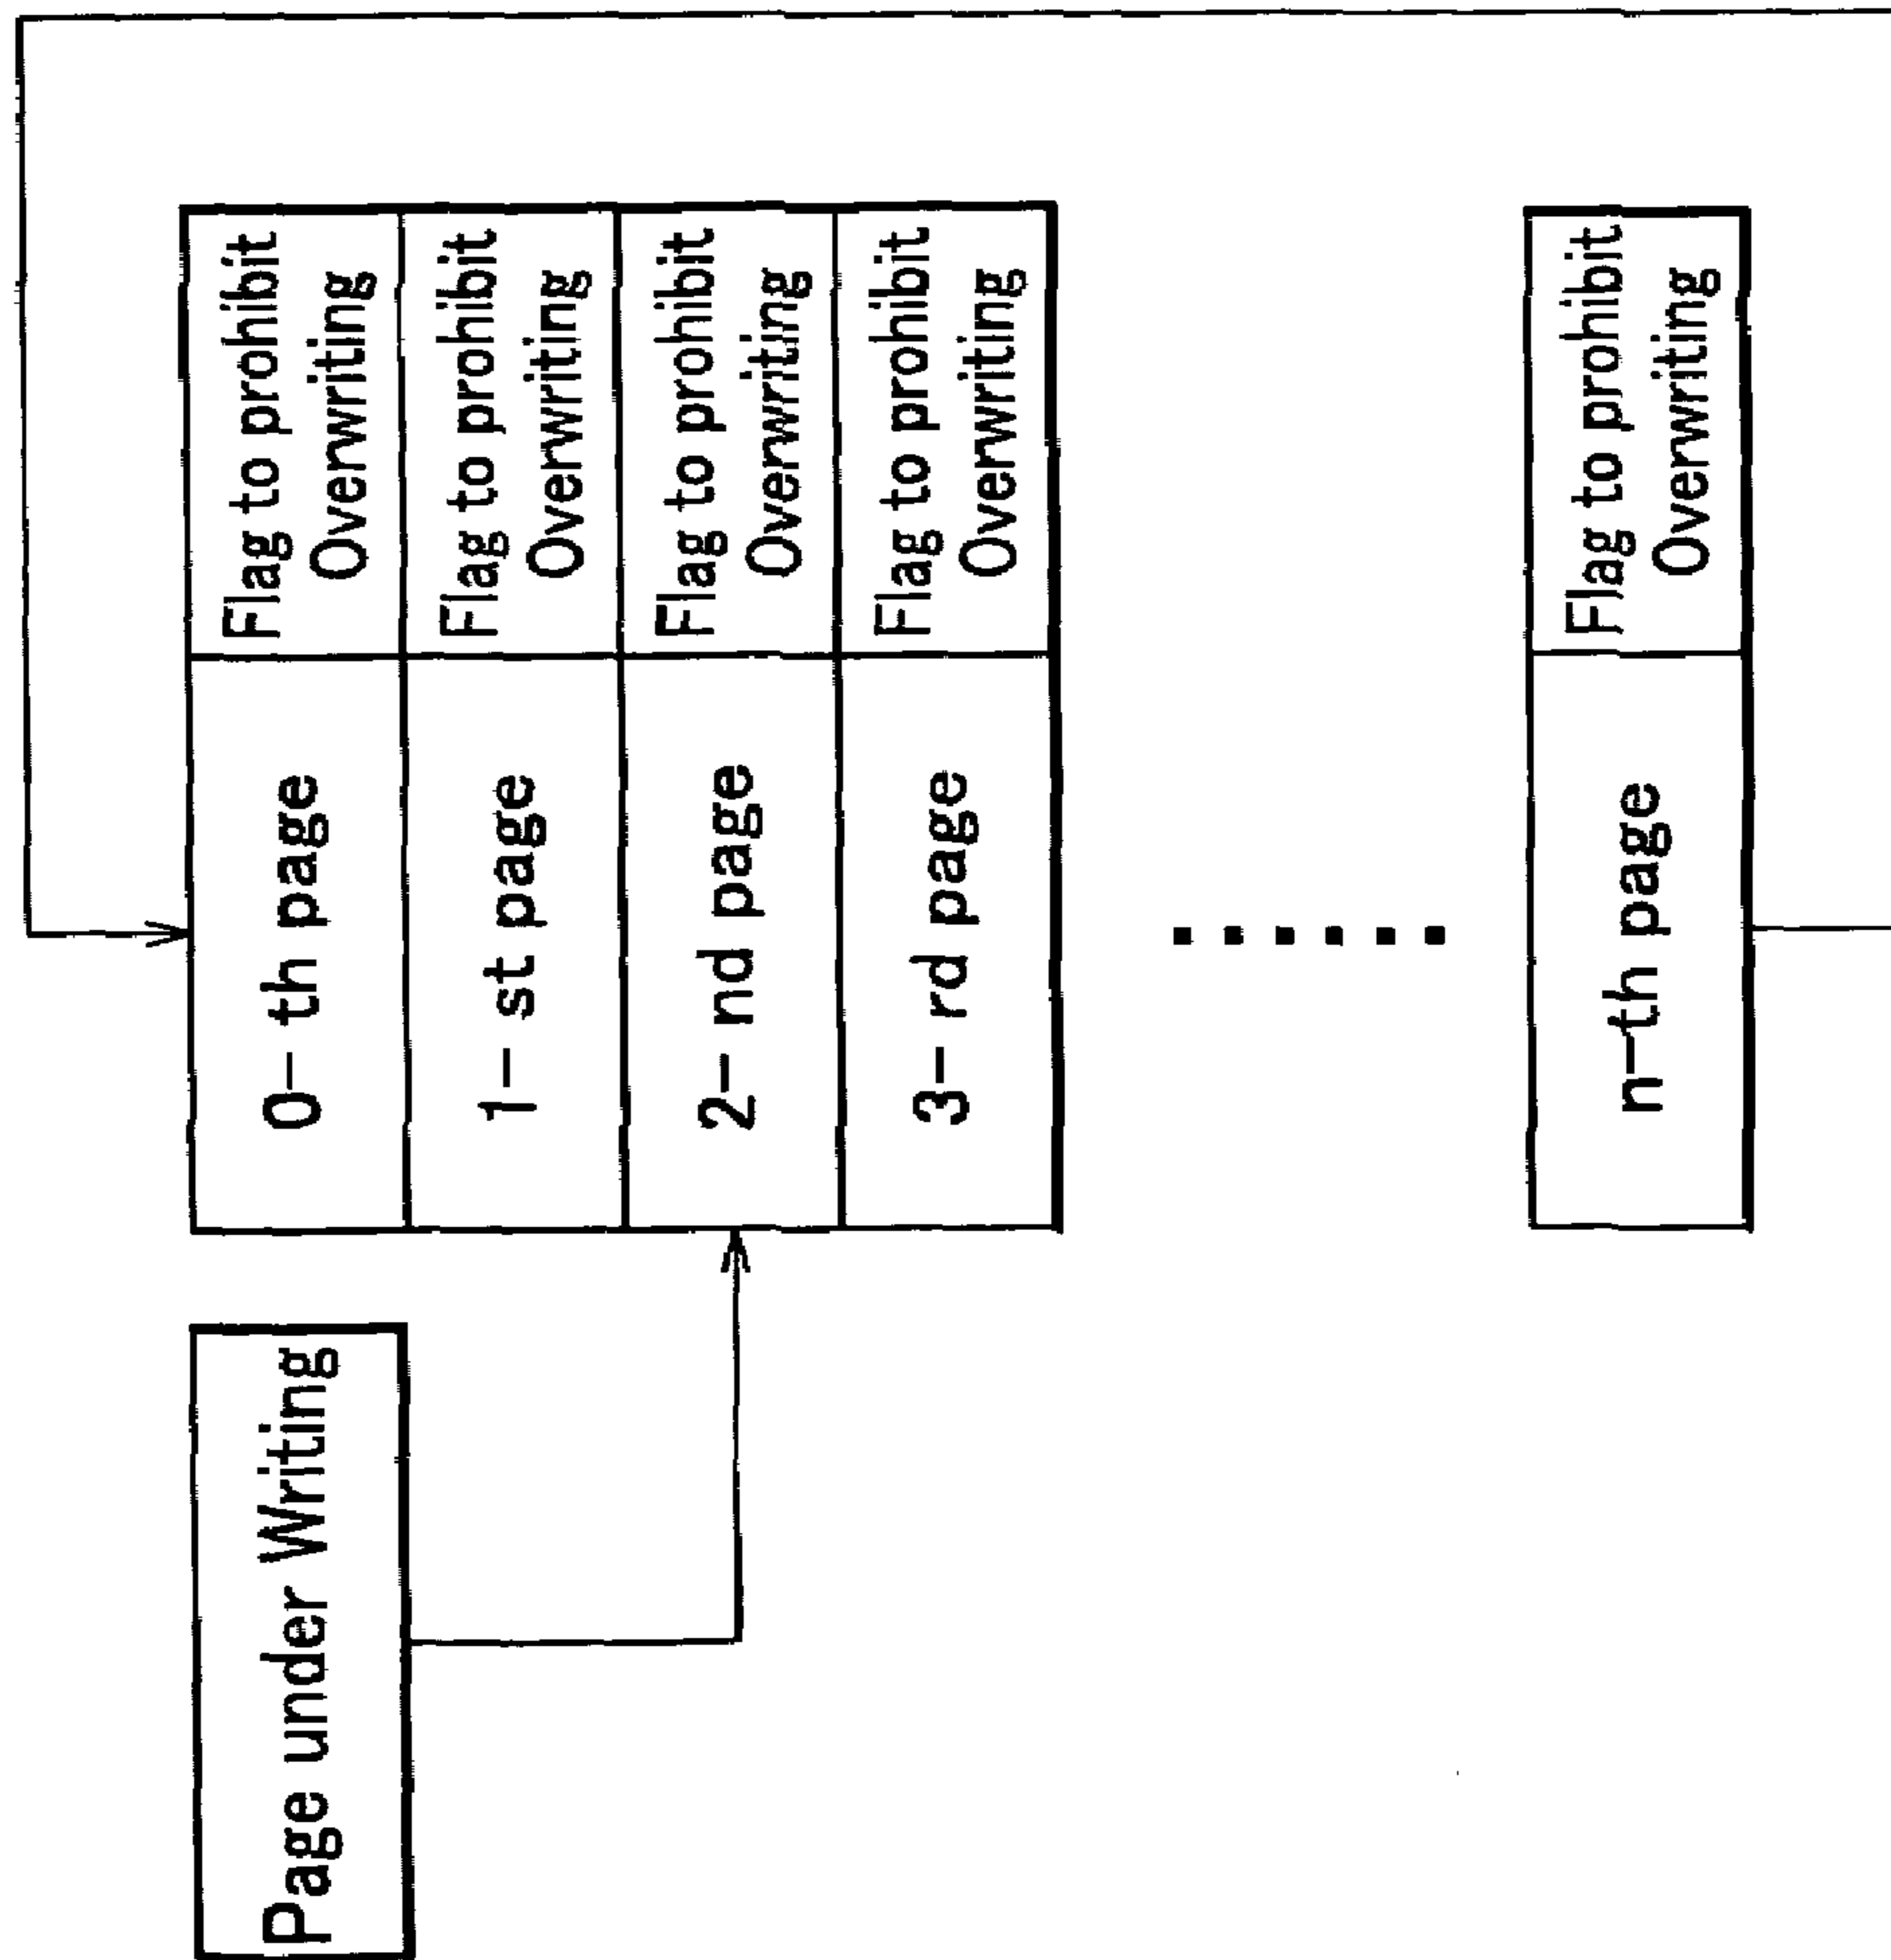 Page under Writing
0- th page
Flag to prohibit
Overwriting
1- st page
Flag to prohibit
Overwriting
2- nd page
Flag to prohibit
Overwriting
3- rd page
Flag to prohibit
Overwriting
n-th page
Flag to prohibit
Overwriting